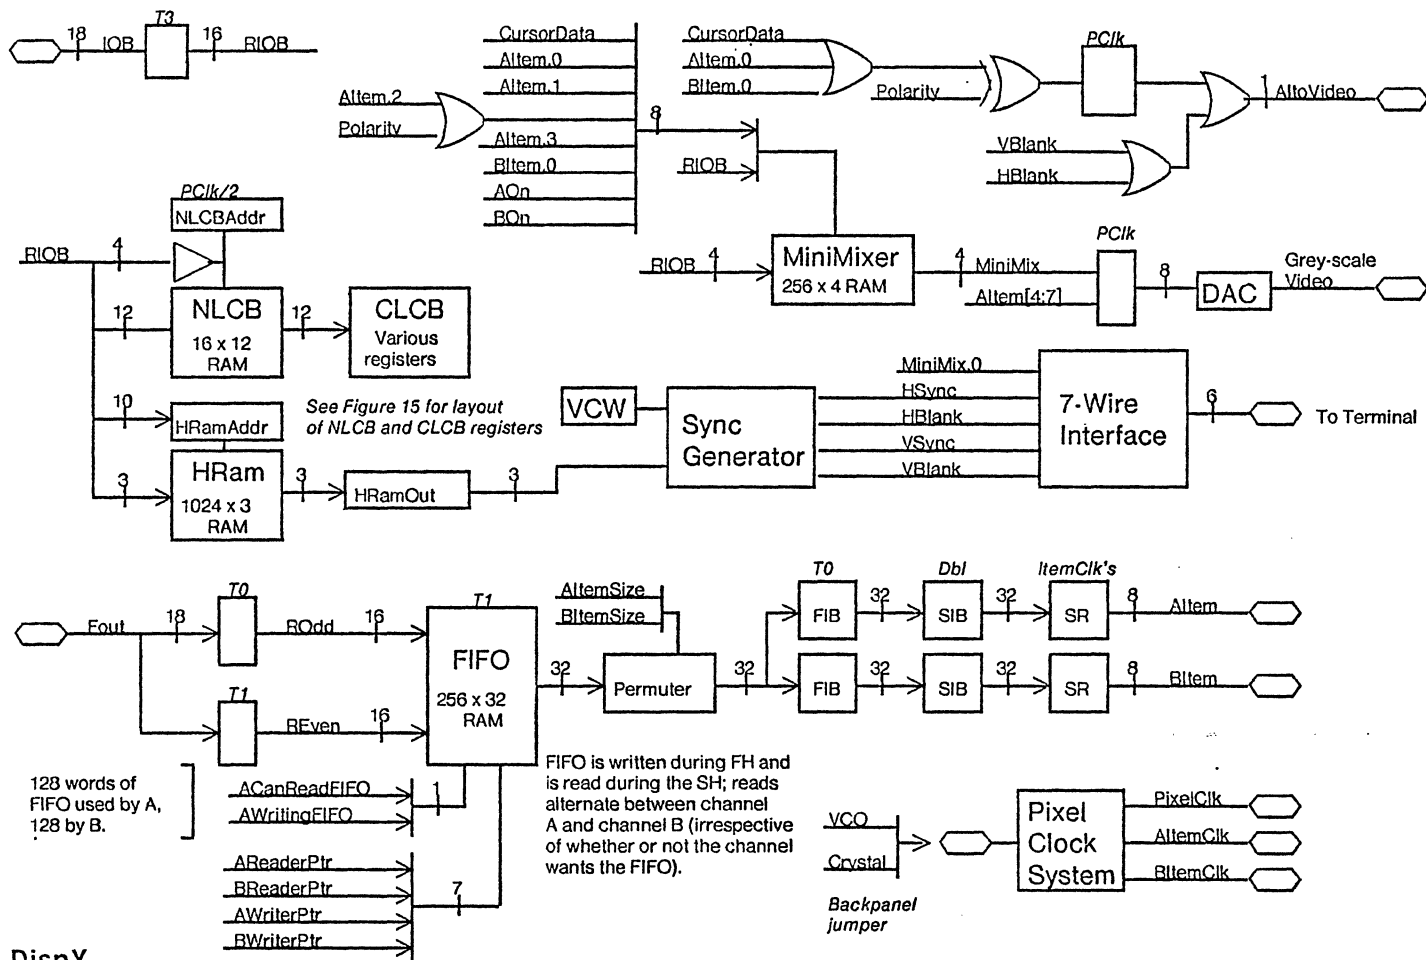 T3
18
IOB
16
RIOB
CursorData
AItem.0
AItem.1
AItem.2
Polarity
AItem.3
BItem.0
AOn
BOn
8
RIOB
CursorData
AItem.0
BItem.0
Polarity
PClk
VBlank
HBlank
1
AltoVideo
PClk/2
NLCBAddr
RIOB
4
12
NLCB
16 x 12
RAM
12
CLCB
Various
registers
10
HRamAddr
See Figure 15 for layout
of NLCB and CLCB registers
3
HRam
1024 x 3
RAM
3
HRamOut
3
RIOB
4
MiniMixer
256 x 4 RAM
4
MiniMix
AItem[4:7]
PClk
8
DAC
Grey-scale
Video
VCW
Sync
Generator
MiniMix.0
HSync
HBlank
VSync
VBlank
7-Wire
Interface
6
To Terminal
Fout
18
T0
ROdd
16
T1
REven
16
T1
FIFO
256 x 32
RAM
32
AItemSize
BItemSize
Permuter
32
T0
FIB
32
Dbl
SIB
32
ItemClk's
SR
8
AItem
FIB
32
SIB
32
SR
8
BItem
128 words of
FIFO used by A,
128 by B.
ACanReadFIFO
AWritingFIFO
1
AReaderPtr
BReaderPtr
AWriterPtr
BWriterPtr
7
FIFO is written during FH and
is read during the SH; reads
alternate between channel
A and channel B (irrespective
of whether or not the channel
wants the FIFO).
VCO
Crystal
Backpanel
jumper
Pixel
Clock
System
PixelClk
AItemClk
BItemClk
DispY